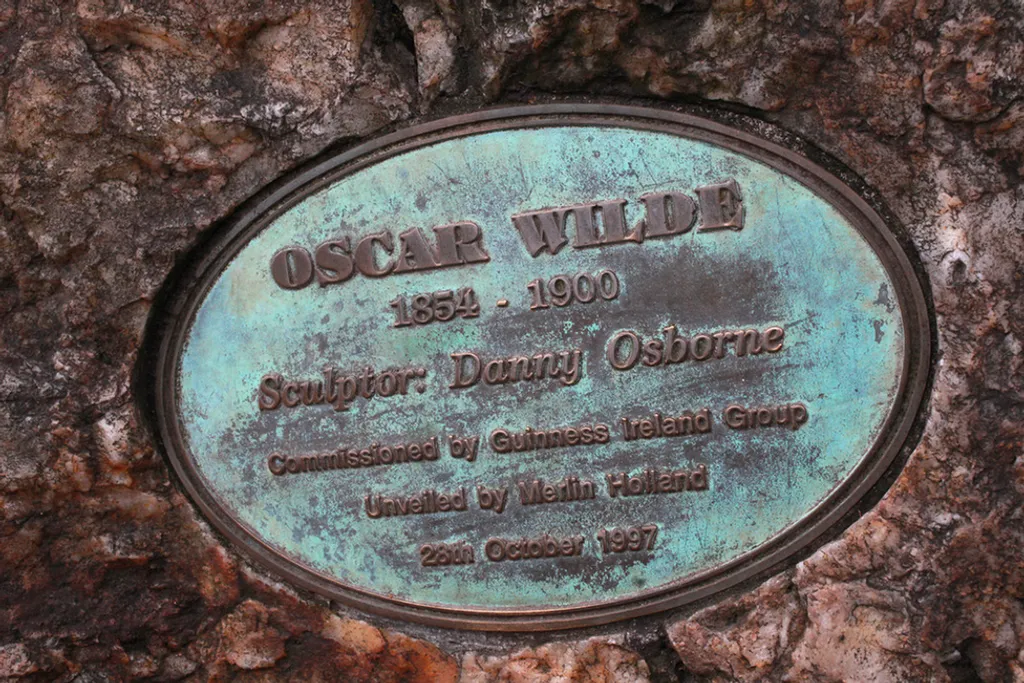 OSCAR WILDE
1854 - 1900
Sculptor: Danny Osborne
Commissioned by Guinness Ireland Group
Unveiled by Merlin Holland
28th October 1997